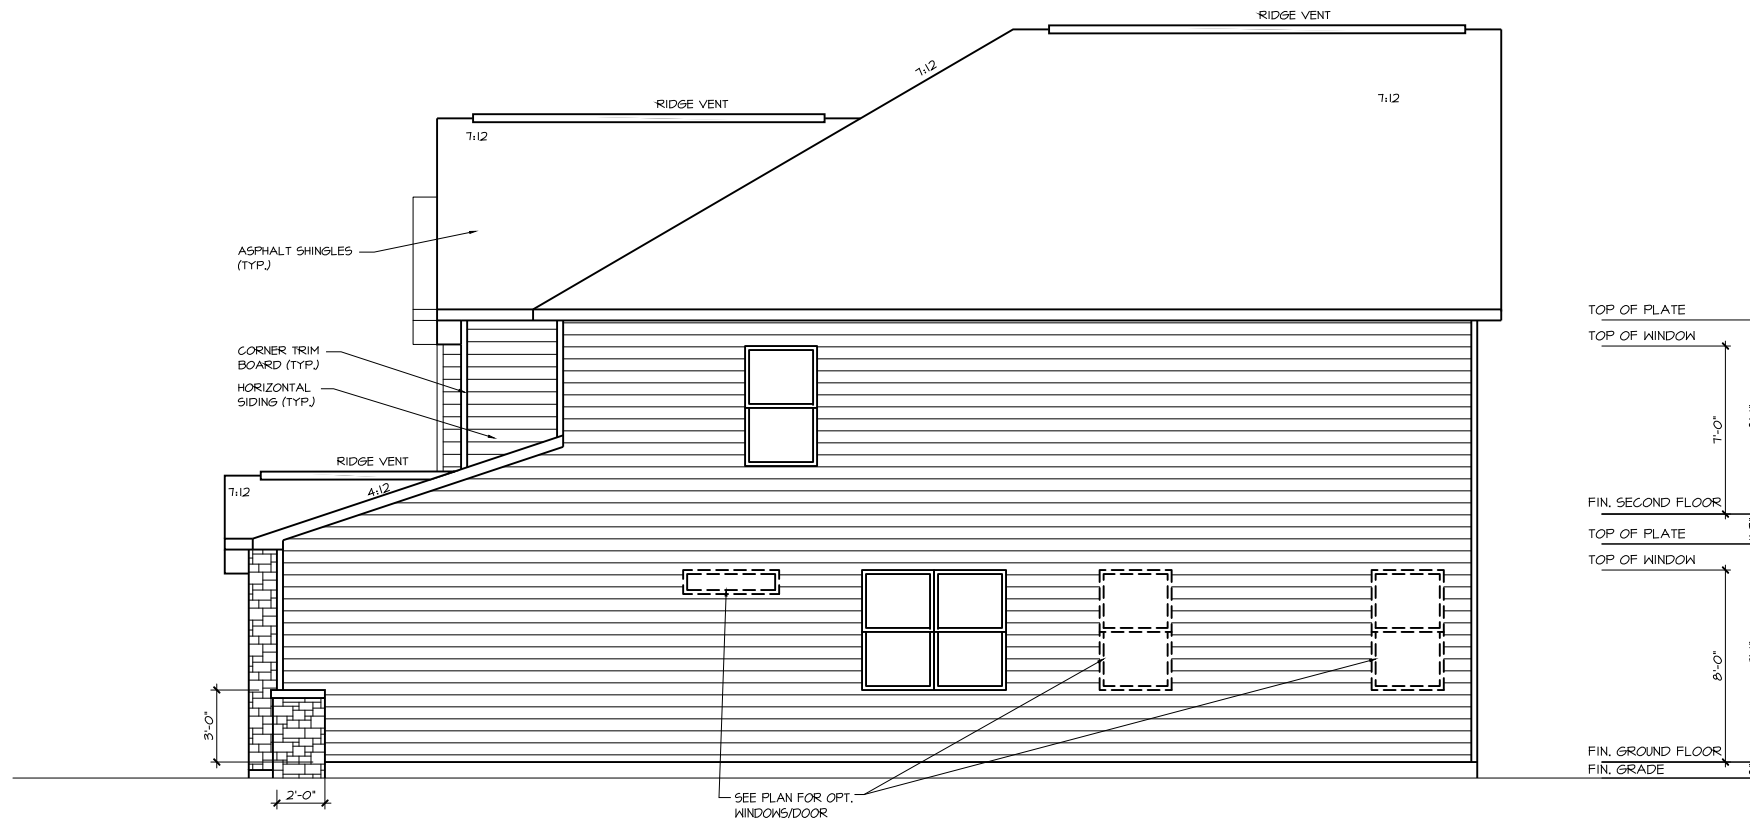 RIDGE VENT
7:12
7:12
RIDGE VENT
7:12
ASPHALT SHINGLES
(TYP.)
TOP OF PLATE
TOP OF WINDOW
CORNER TRIM
BOARD (TYP.)
HORIZONTAL
SIDING (TYP.)
7'-0"
RIDGE VENT
7:12
4:12
FIN. SECOND FLOOR
TOP OF PLATE
TOP OF WINDOW
8'-0"
3'-0"
FIN. GROUND FLOOR
FIN. GRADE
2'-0"
SEE PLAN FOR OPT.
WINDOWS/DOOR